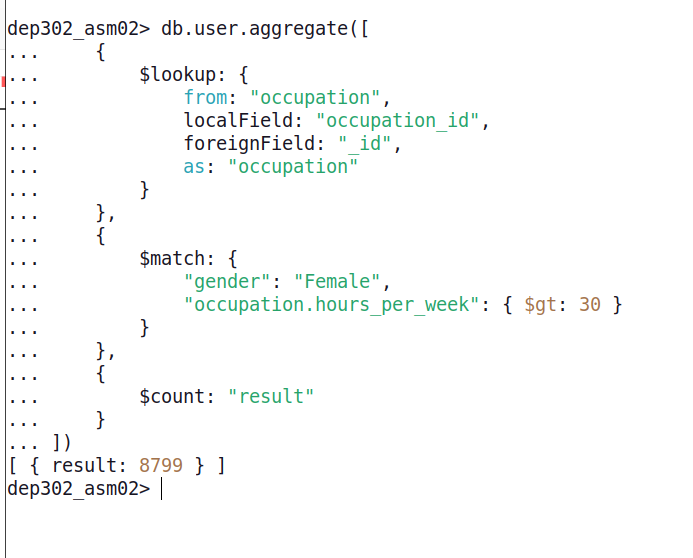 dep302_asm02> db.user.aggregate([
...     {
...         $lookup: {
...             from: "occupation",
...             localField: "occupation_id",
...             foreignField: "_id",
...             as: "occupation"
...         }
...     },
...     {
...         $match: {
...             "gender": "Female",
...             "occupation.hours_per_week": { $gt: 30 }
...         }
...     },
...     {
...         $count: "result"
...     }
... ])
[ { result: 8799 } ]
dep302_asm02>